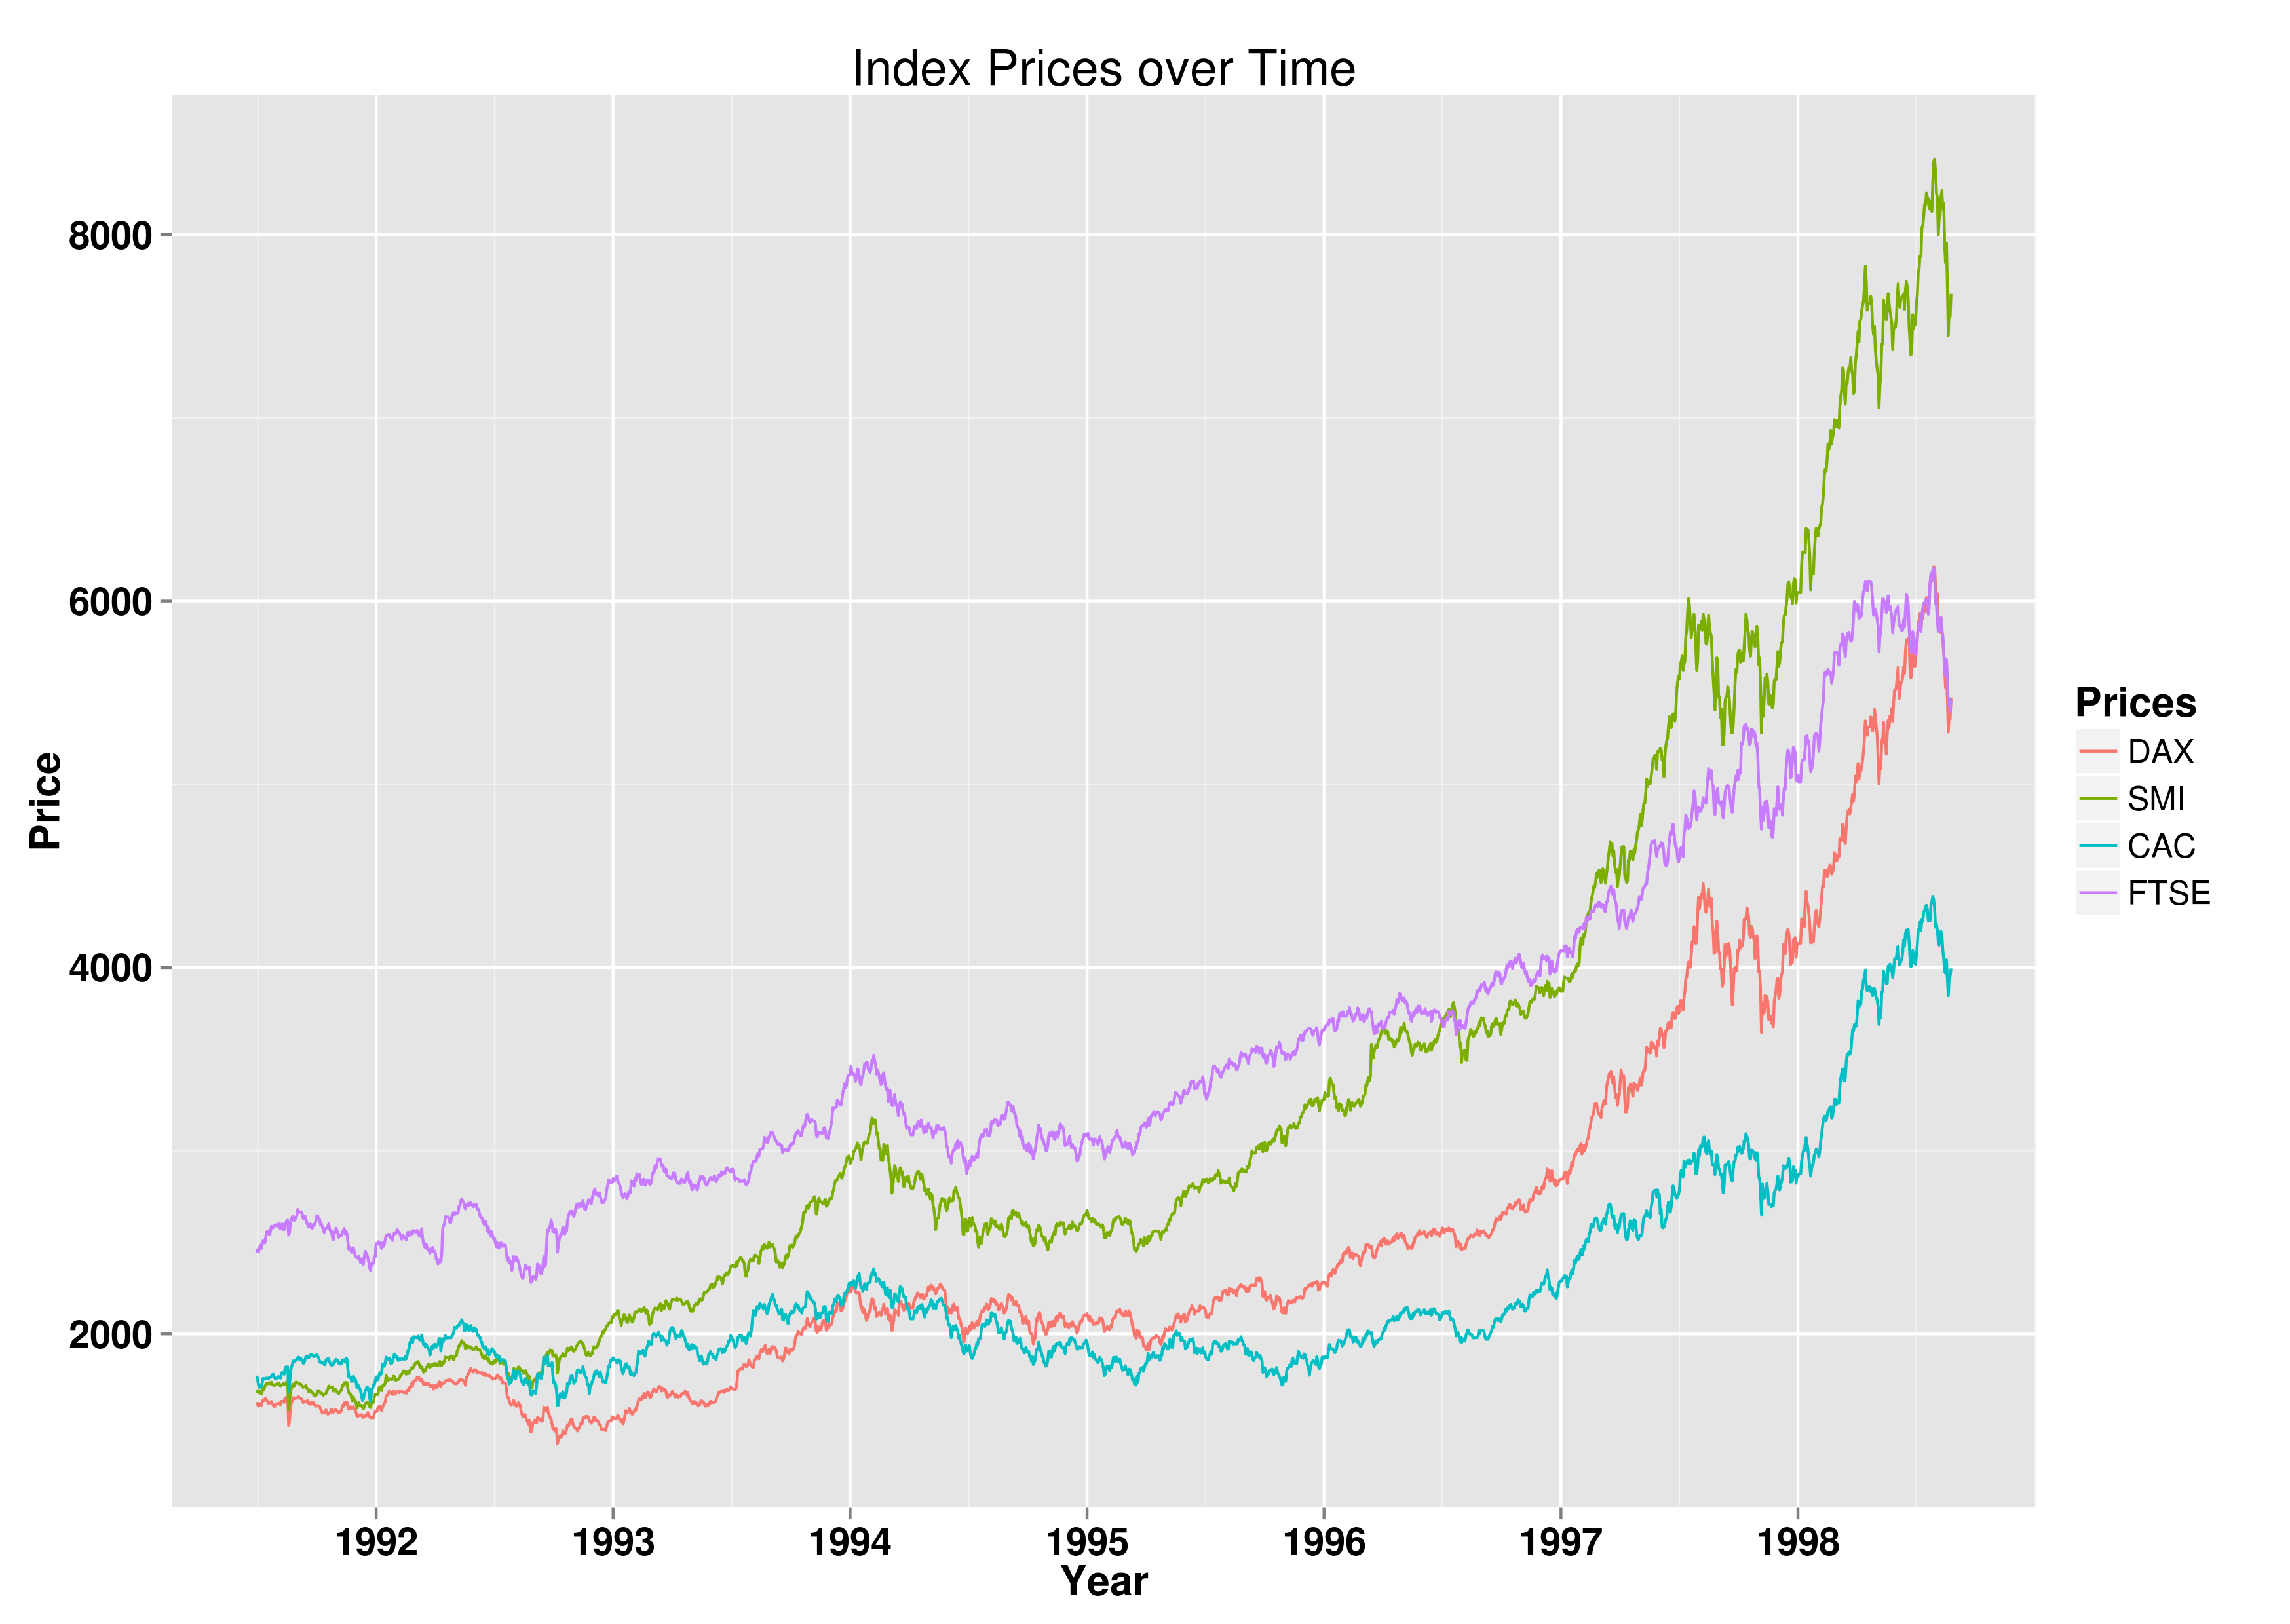 Index Prices over Time
8000
6000
4000
2000
Price
1992 1993 1994 1995 1996 1997 1998
Year
Prices
DAX
SMI
CAC
FTSE